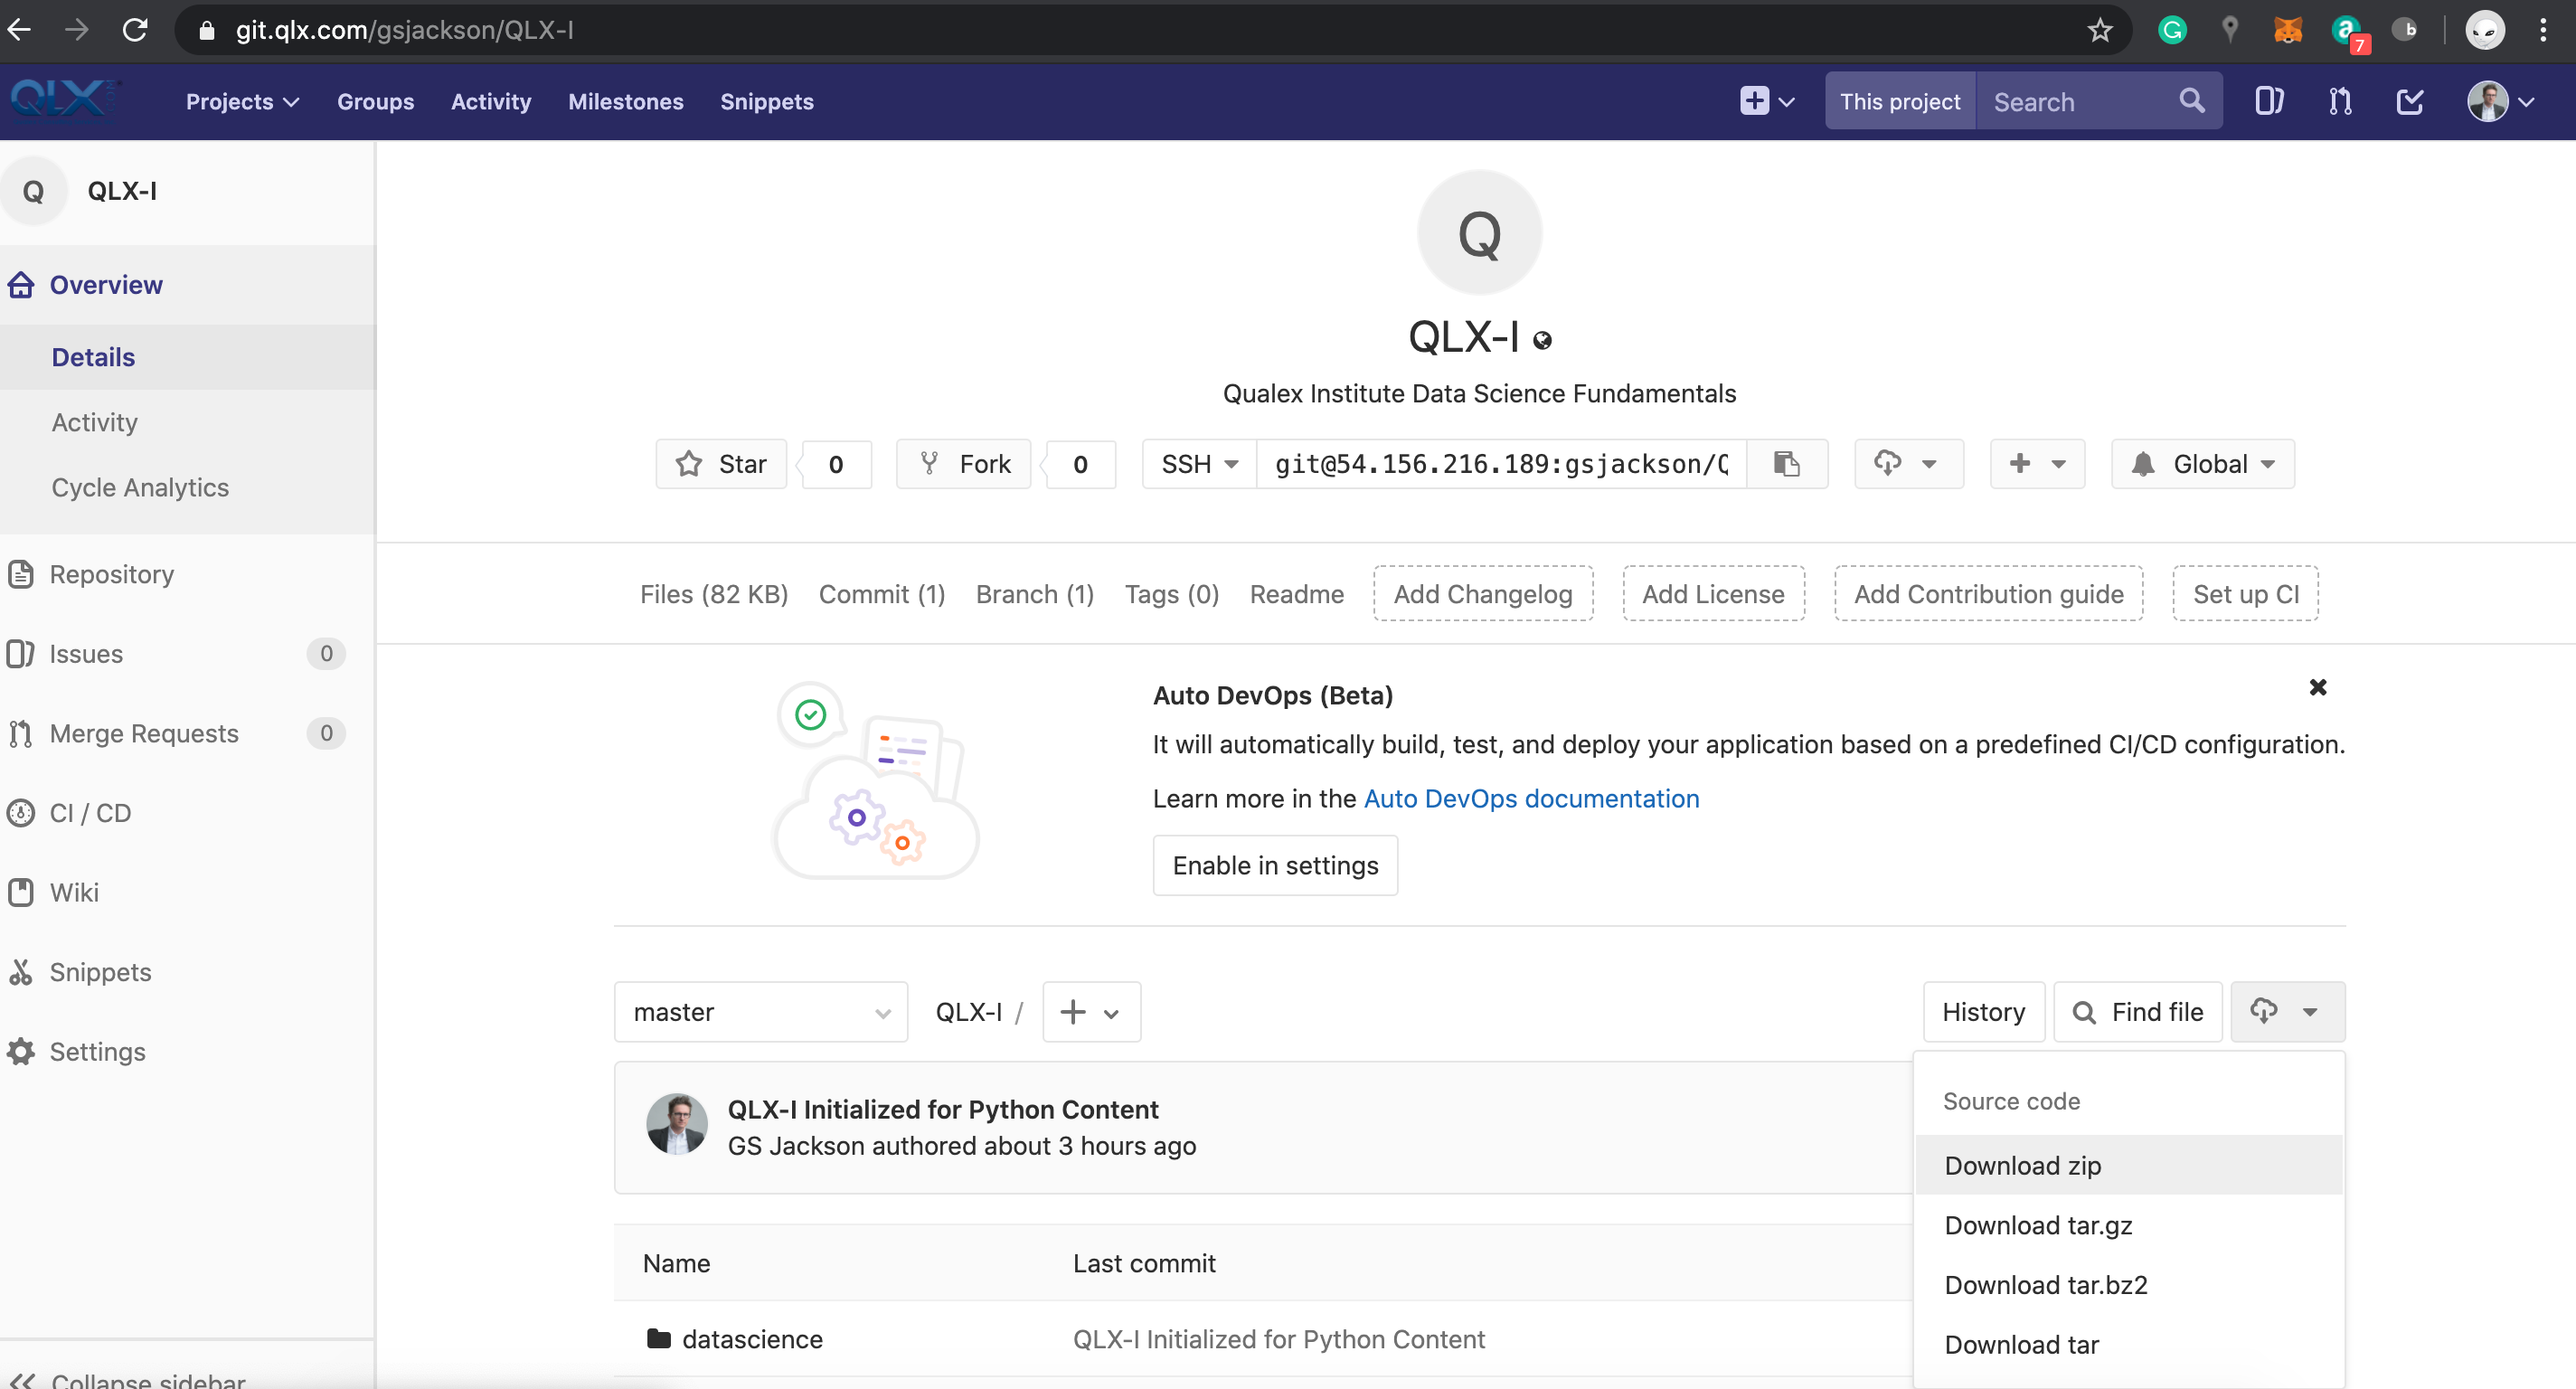 git.qlx.com/gsjackson/QLX-I
7
b
QLX
Projects Groups Activity Milestones Snippets This project Search
Q QLX-I
Overview
Details
Activity
Cycle Analytics
Repository
Issues 0
Merge Requests 0
CI / CD
Wiki
Snippets
Settings
Collapse sidebar
Q
QLX-I
Qualex Institute Data Science Fundamentals
Star 0 Fork 0 SSH git@54.156.216.189:gsjackson/Q Global
Files (82 KB) Commit (1) Branch (1) Tags (0) Readme Add Changelog Add License Add Contribution guide Set up CI
Auto DevOps (Beta)
It will automatically build, test, and deploy your application based on a predefined CI/CD configuration.
Learn more in the Auto DevOps documentation
Enable in settings
master QLX-I / History Find file
QLX-I Initialized for Python Content
GS Jackson authored about 3 hours ago
Source code
Download zip
Download tar.gz
Download tar.bz2
Download tar
Name Last commit
datascience QLX-I Initialized for Python Content